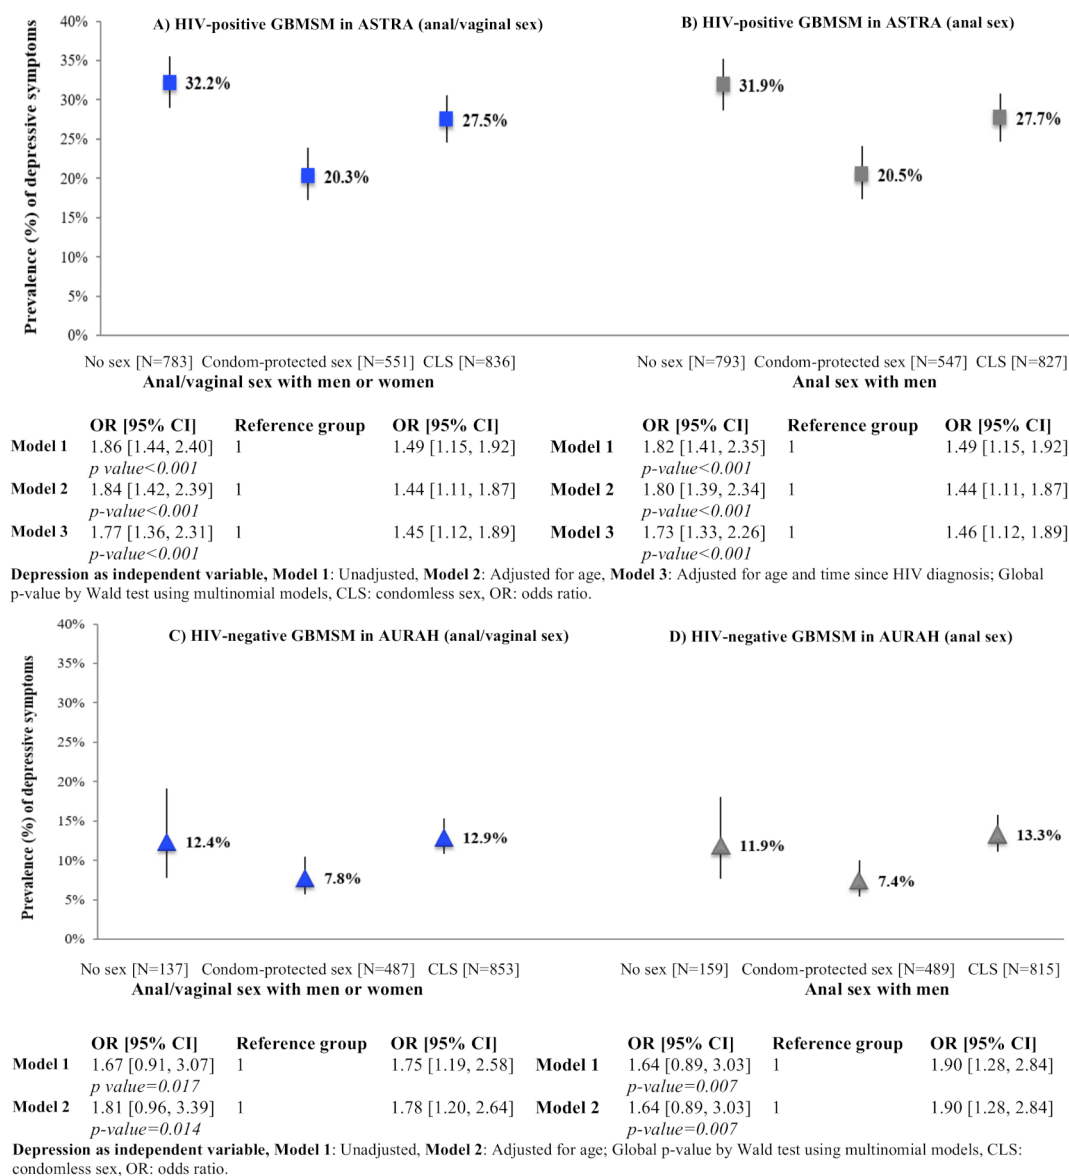 A) HIV-positive GBMSM in ASTRA (anal/vaginal sex)
B) HIV-positive GBMSM in ASTRA (anal sex)
Prevalence (%) of depressive symptoms
40%
35%
30%
25%
20%
15%
10%
5%
0%
32.2%
20.3%
27.5%
31.9%
20.5%
27.7%
No sex [N=783] Condom-protected sex [N=551] CLS [N=836]
Anal/vaginal sex with men or women
No sex [N=793] Condom-protected sex [N=547] CLS [N=827]
Anal sex with men
OR [95% CI] Reference group OR [95% CI]
Model 1 1.86 [1.44, 2.40] 1 1.49 [1.15, 1.92]
p value<0.001
Model 2 1.84 [1.42, 2.39] 1 1.44 [1.11, 1.87]
p-value<0.001
Model 3 1.77 [1.36, 2.31] 1 1.45 [1.12, 1.89]
p-value<0.001
OR [95% CI] Reference group OR [95% CI]
Model 1 1.82 [1.41, 2.35] 1 1.49 [1.15, 1.92]
p-value<0.001
Model 2 1.80 [1.39, 2.34] 1 1.44 [1.11, 1.87]
p-value<0.001
Model 3 1.73 [1.33, 2.26] 1 1.46 [1.12, 1.89]
p-value<0.001
Depression as independent variable, Model 1: Unadjusted, Model 2: Adjusted for age, Model 3: Adjusted for age and time since HIV diagnosis; Global
p-value by Wald test using multinomial models, CLS: condomless sex, OR: odds ratio.
C) HIV-negative GBMSM in AURAH (anal/vaginal sex)
D) HIV-negative GBMSM in AURAH (anal sex)
Prevalence (%) of depressive symptoms
40%
35%
30%
25%
20%
15%
10%
5%
0%
12.4%
7.8%
12.9%
11.9%
7.4%
13.3%
No sex [N=137] Condom-protected sex [N=487] CLS [N=853]
Anal/vaginal sex with men or women
No sex [N=159] Condom-protected sex [N=489] CLS [N=815]
Anal sex with men
OR [95% CI] Reference group OR [95% CI]
Model 1 1.67 [0.91, 3.07] 1 1.75 [1.19, 2.58]
p value=0.017
Model 2 1.81 [0.96, 3.39] 1 1.78 [1.20, 2.64]
p-value=0.014
OR [95% CI] Reference group OR [95% CI]
Model 1 1.64 [0.89, 3.03] 1 1.90 [1.28, 2.84]
p-value=0.007
Model 2 1.64 [0.89, 3.03] 1 1.90 [1.28, 2.84]
p-value=0.007
Depression as independent variable, Model 1: Unadjusted, Model 2: Adjusted for age; Global p-value by Wald test using multinomial models, CLS:
condomless sex, OR: odds ratio.